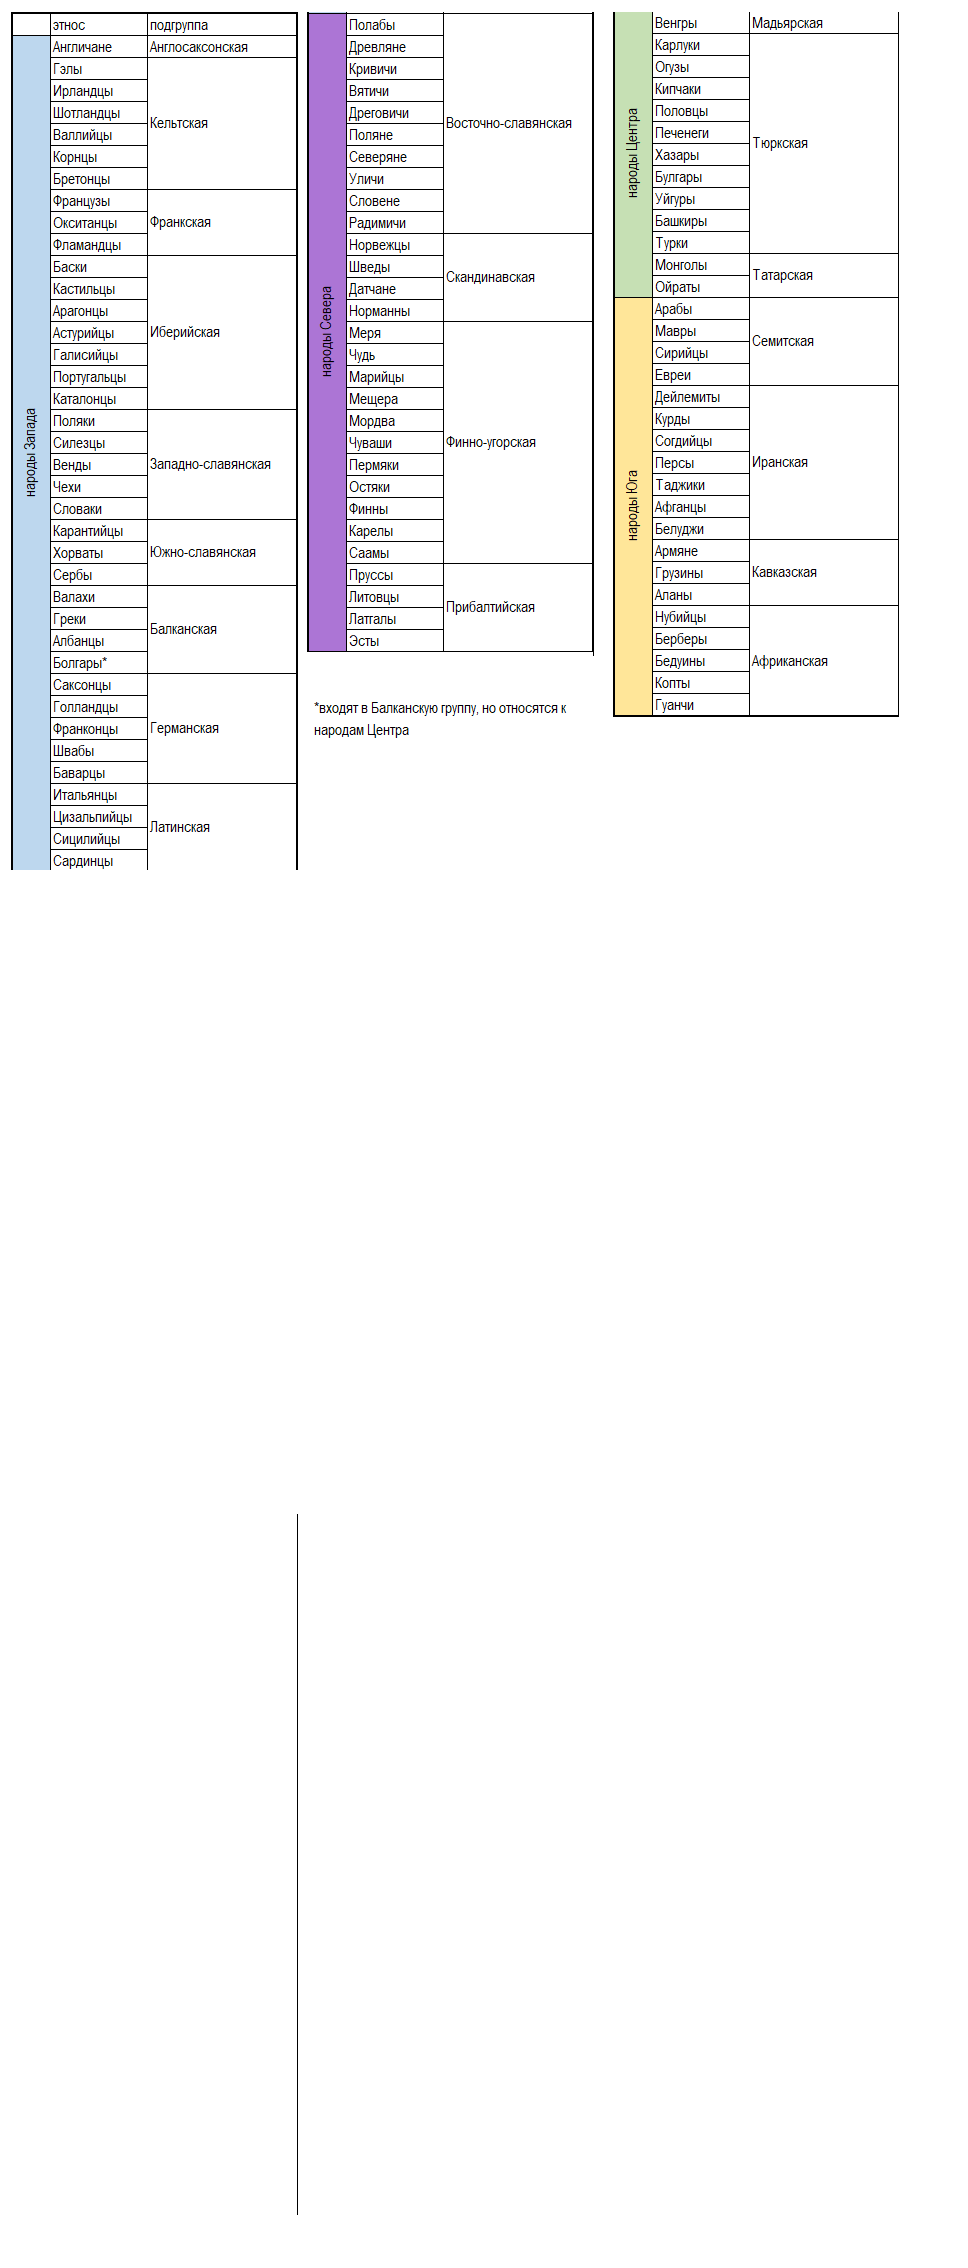 этнос подгруппа
народы Запада
Англичане Англосаксонская
Гэлы
Ирландцы
Шотландцы
Кельтская
Валлийцы
Корнцы
Бретонцы
Французы
Окситанцы Франкская
Фламандцы
Баски
Кастильцы
Арагонцы
Астурийцы Иберийская
Галисийцы
Португальцы
Каталонцы
Поляки
Силезцы
Венды Западно-славянская
Чехи
Словаки
Карантийцы
Хорваты Южно-славянская
Сербы
Валахи
Греки
Балканская
Албанцы
Болгары*
Саксонцы
Голландцы
Франконцы Германская
Швабы
Баварцы
Итальянцы
Цизальпийцы
Латинская
Сицилийцы
Сардинцы
народы Севера
Полабы
Древляне
Кривичи
Вятичи
Дреговичи
Восточно-славянская
Поляне
Северяне
Уличи
Словене
Радимичи
Норвежцы
Шведы
Скандинавская
Датчане
Норманны
Меря
Чудь
Марийцы
Мещера
Мордва
Чуваши Финно-угорская
Пермяки
Остяки
Финны
Карелы
Саамы
Пруссы
Литовцы
Прибалтийская
Латгалы
Эсты
*входят в Балканскую группу, но относятся к
народам Центра
народы Центра
Венгры Мадьярская
Карлуки
Огузы
Кипчаки
Половцы
Печенеги
Тюркская
Хазары
Булгары
Уйгуры
Башкиры
Турки
Монголы
Татарская
Ойраты
народы Юга
Арабы
Мавры
Семитская
Сирийцы
Евреи
Дейлемиты
Курды
Согдийцы
Персы Иранская
Таджики
Афганцы
Белуджи
Армяне
Грузины Кавказская
Аланы
Нубийцы
Берберы
Бедуины Африканская
Копты
Гуанчи